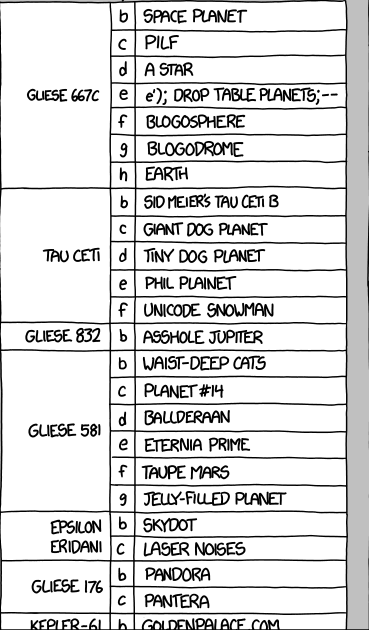 GLIESE 667C
b SPACE PLANET
c PILF
d A STAR
e e'); DROP TABLE PLANETS;--
f BLOGOSPHERE
g BLOGODROME
h EARTH
TAU CETI
b SID MEIER'S TAU CETI B
c GIANT DOG PLANET
d TINY DOG PLANET
e PHIL PLAINET
f UNICODE SNOWMAN
GLIESE 832
b ASSHOLE JUPITER
GLIESE 581
b WAIST-DEEP CATS
c PLANET #14
d BALLDERAAN
e ETERNIA PRIME
f TAUPE MARS
g JELLY-FILLED PLANET
EPSILON
ERIDANI
b SKYDOT
c LASER NOISES
GLIESE 176
b PANDORA
c PANTERA
KEPLER-61
b GOLDENPALACE.COM